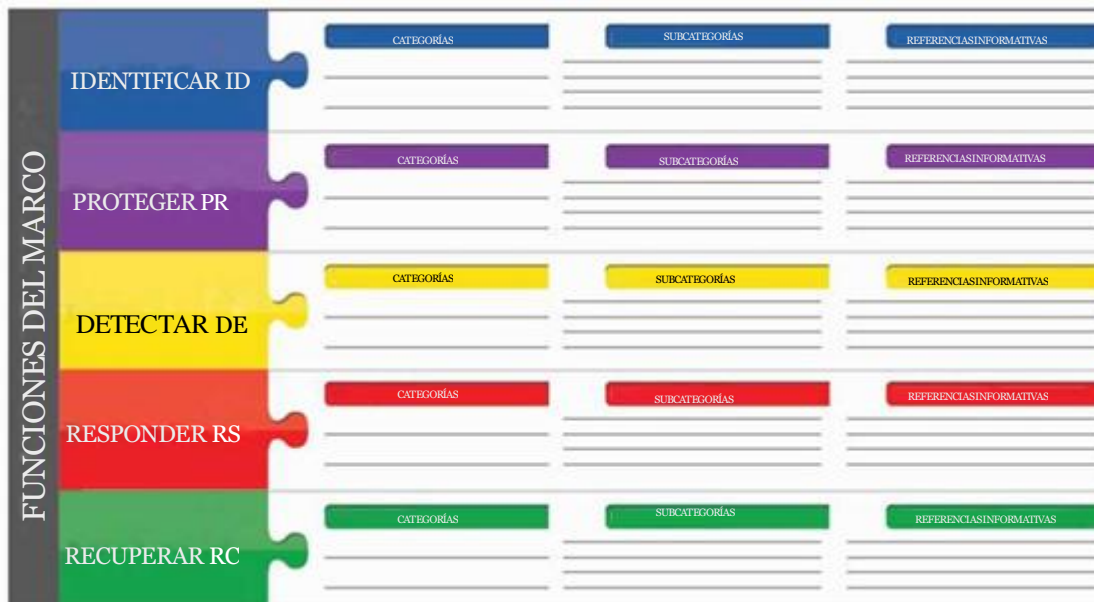 FUNCIONES DEL MARCO
IDENTIFICAR ID
CATEGORÍAS
SUBCATEGORÍAS
REFERENCIASINFORMATIVAS
PROTEGER PR
CATEGORÍAS
SUBCATEGORÍAS
REFERENCIASINFORMATIVAS
DETECTAR DE
CATEGORÍAS
SUBCATEGORÍAS
REFERENCIASINFORMATIVAS
RESPONDER RS
CATEGORÍAS
SUBCATEGORÍAS
REFERENCIASINFORMATIVAS
RECUPERAR RC
CATEGORÍAS
SUBCATEGORÍAS
REFERENCIASINFORMATIVAS